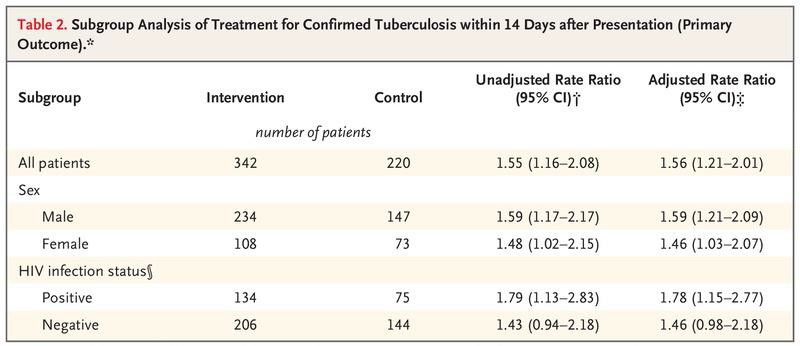 Table 2. Subgroup Analysis of Treatment for Confirmed Tuberculosis within 14 Days after Presentation (Primary
Outcome).*
Subgroup Intervention Control Unadjusted Rate Ratio (95% CI)† Adjusted Rate Ratio (95% CI)‡
number of patients
All patients 342 220 1.55 (1.16–2.08) 1.56 (1.21–2.01)
Sex
Male 234 147 1.59 (1.17–2.17) 1.59 (1.21–2.09)
Female 108 73 1.48 (1.02–2.15) 1.46 (1.03–2.07)
HIV infection status§
Positive 134 75 1.79 (1.13–2.83) 1.78 (1.15–2.77)
Negative 206 144 1.43 (0.94–2.18) 1.46 (0.98–2.18)